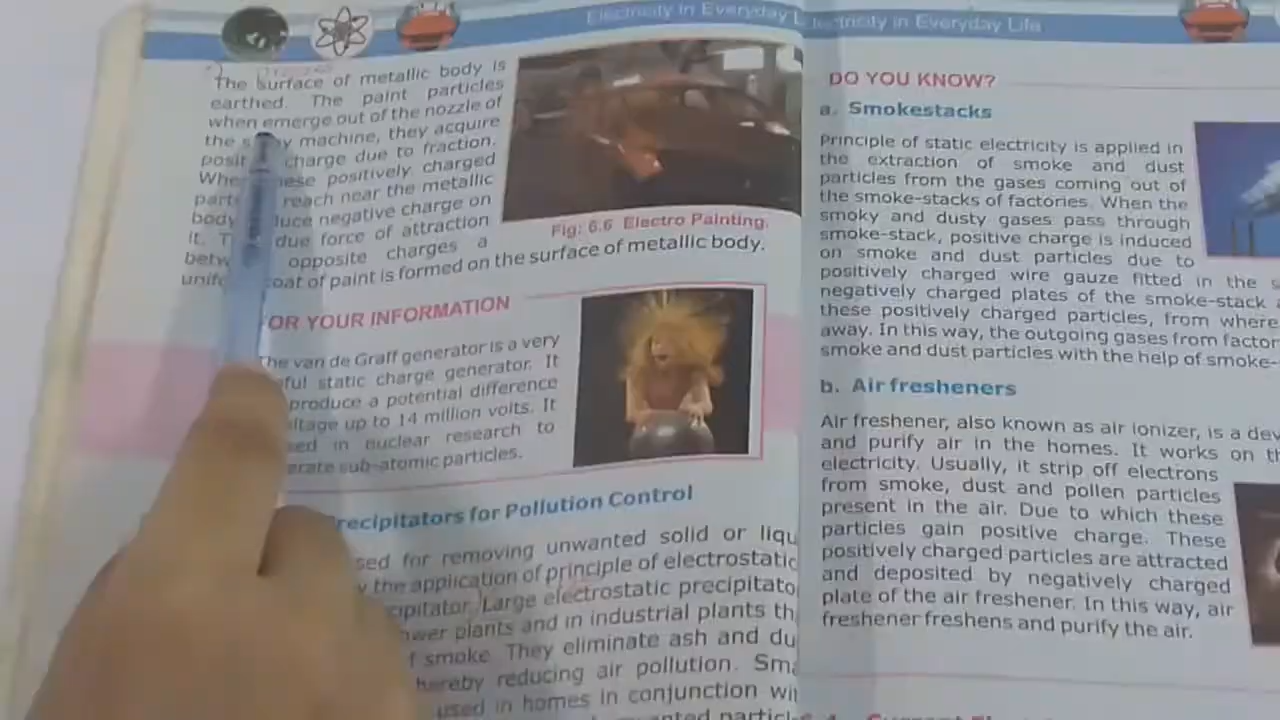 Electricity in Everyday L
The surface of metallic body is
earthed. The paint particles
when emerge out of the nozzle of
the machine, they acquire
charge due to fraction.
positively charged
reach near the metallic
body negative charge on
it. due force of attraction
opposite charges a
coat of paint is formed on the surface of metallic body.
Fig: 6.6 Electro Painting.
OR YOUR INFORMATION
The van de Graff generator is a very
static charge generator. It
produce a potential difference
up to 14 million volts. It
in nuclear research to
sub-atomic particles.
recipitators for Pollution Control
for removing unwanted solid or liqu
the application of principle of electrostatic
Large electrostatic precipitato
plants and in industrial plants th
smoke. They eliminate ash and du
hereby reducing air pollution. Sma
used in homes in conjunction wi
ectricity in Everyday Life
DO YOU KNOW?
a. Smokestacks
Principle of static electricity is applied in
the extraction of smoke and dust
particles from the gases coming out of
the smoke-stacks of factories. When the
smoky and dusty gases pass through
smoke-stack, positive charge is induced
on smoke and dust particles due to
positively charged wire gauze fitted in the s
negatively charged plates of the smoke-stack
these positively charged particles, from where
away. In this way, the outgoing gases from factor
smoke and dust particles with the help of smoke-
b. Air fresheners
Air freshener, also known as air ionizer, is a dev
and purify air in the homes. It works on th
electricity. Usually, it strip off electrons
from smoke, dust and pollen particles
present in the air. Due to which these
particles gain positive charge. These
positively charged particles are attracted
and deposited by negatively charged
plate of the air freshener. In this way, air
freshener freshens and purify the air.